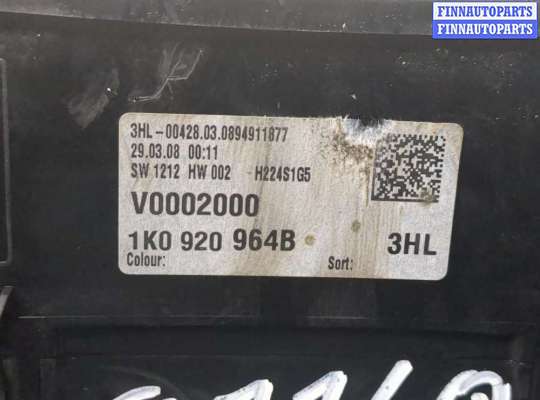 FINNAUTOPARTS
FINNAUTOPARTS
3HL-00428.03.0894911877
29.03.08 00:11
SW 1212 HW 002 H224S1G5
V0002000
1K0 920 964B 3HL
Colour: Sort: